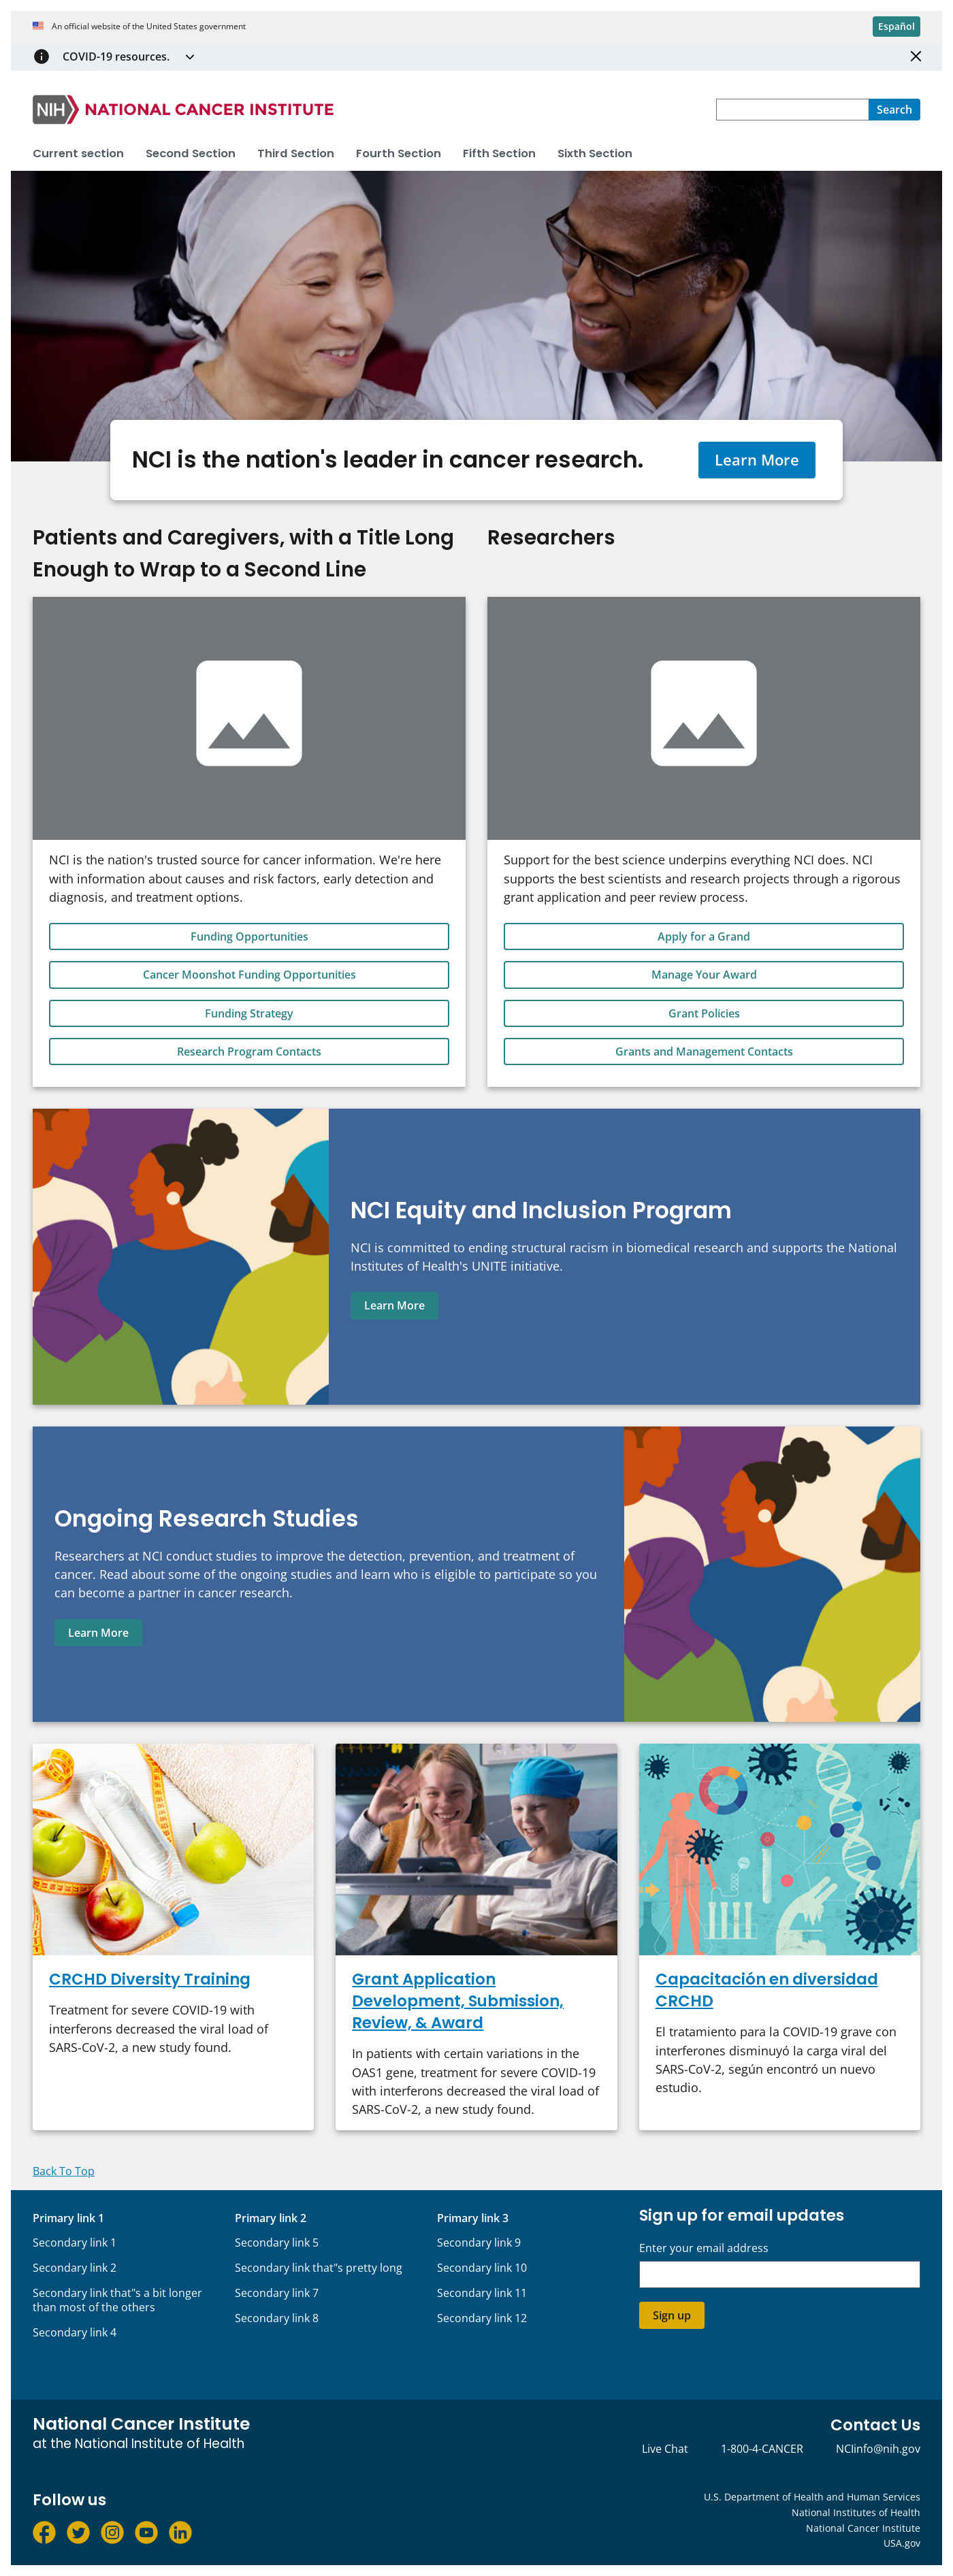 An official website of the United States government
Español
COVID-19 resources.
NIH NATIONAL CANCER INSTITUTE
Search
Current section Second Section Third Section Fourth Section Fifth Section Sixth Section
NCI is the nation's leader in cancer research.
Learn More
Patients and Caregivers, with a Title Long
Enough to Wrap to a Second Line
NCI is the nation's trusted source for cancer information. We're here
with information about causes and risk factors, early detection and
diagnosis, and treatment options.
Funding Opportunities
Cancer Moonshot Funding Opportunities
Funding Strategy
Research Program Contacts
Researchers
Support for the best science underpins everything NCI does. NCI
supports the best scientists and research projects through a rigorous
grant application and peer review process.
Apply for a Grand
Manage Your Award
Grant Policies
Grants and Management Contacts
NCI Equity and Inclusion Program
NCI is committed to ending structural racism in biomedical research and supports the National
Institutes of Health's UNITE initiative.
Learn More
Ongoing Research Studies
Researchers at NCI conduct studies to improve the detection, prevention, and treatment of
cancer. Read about some of the ongoing studies and learn who is eligible to participate so you
can become a partner in cancer research.
Learn More
CRCHD Diversity Training
Treatment for severe COVID-19 with
interferons decreased the viral load of
SARS-CoV-2, a new study found.
Grant Application
Development, Submission,
Review, & Award
In patients with certain variations in the
OAS1 gene, treatment for severe COVID-19
with interferons decreased the viral load of
SARS-CoV-2, a new study found.
Capacitación en diversidad
CRCHD
El tratamiento para la COVID-19 grave con
interferones disminuyó la carga viral del
SARS-CoV-2, según encontró un nuevo
estudio.
Back To Top
Primary link 1
Secondary link 1
Secondary link 2
Secondary link that"s a bit longer
than most of the others
Secondary link 4
Primary link 2
Secondary link 5
Secondary link that"s pretty long
Secondary link 7
Secondary link 8
Primary link 3
Secondary link 9
Secondary link 10
Secondary link 11
Secondary link 12
Sign up for email updates
Enter your email address
Sign up
National Cancer Institute
at the National Institute of Health
Contact Us
Live Chat 1-800-4-CANCER NCIinfo@nih.gov
Follow us
U.S. Department of Health and Human Services
National Institutes of Health
National Cancer Institute
USA.gov